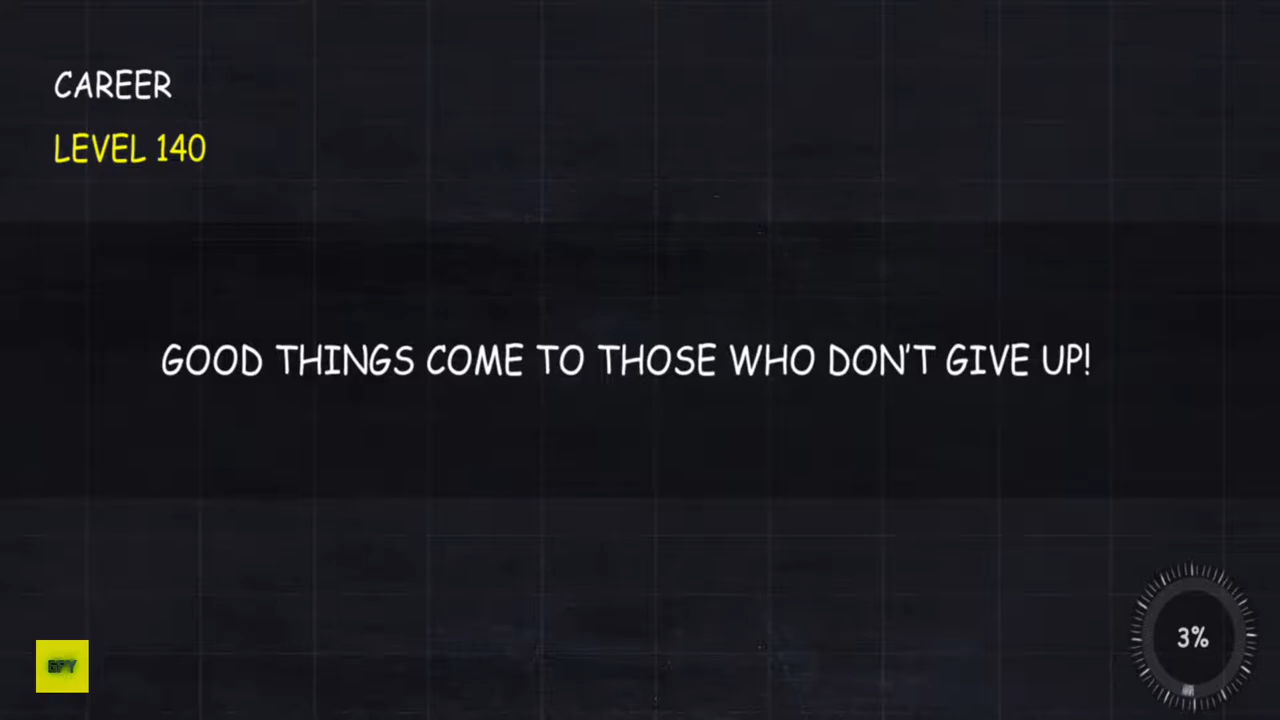 CAREER
LEVEL 140
GOOD THINGS COME TO THOSE WHO DON'T GIVE UP!
3%